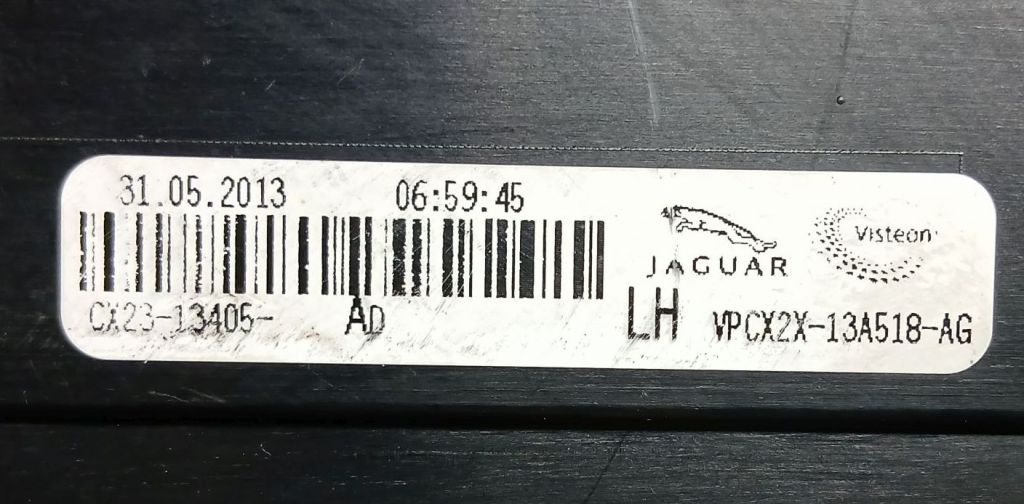 31.05.2013 06:59:45
Visteon
JAGUAR
CX23-13405- AD
LH VPCX2X-13A518-AG